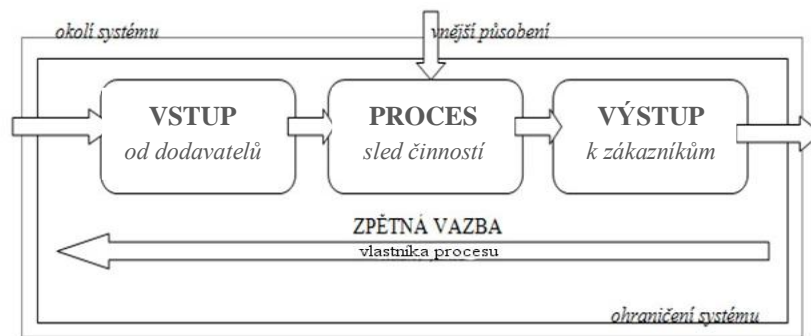 okolí systému
vnější působení
VSTUP
od dodavatelů
PROCES
sled činností
VÝSTUP
k zákazníkům
ZPĚTNÁ VAZBA
vlastníka procesu
ohraničení systému